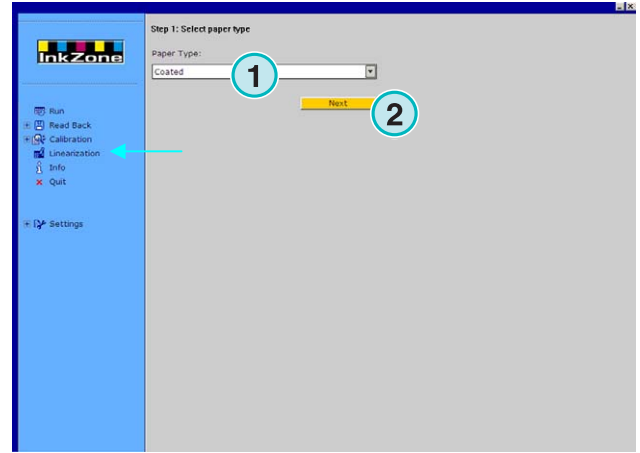 InkZone
Run
Read Back
Calibration
Linearization
Info
Quit
Settings
Step 1: Select paper type
Paper Type:
Coated
1
Next
2